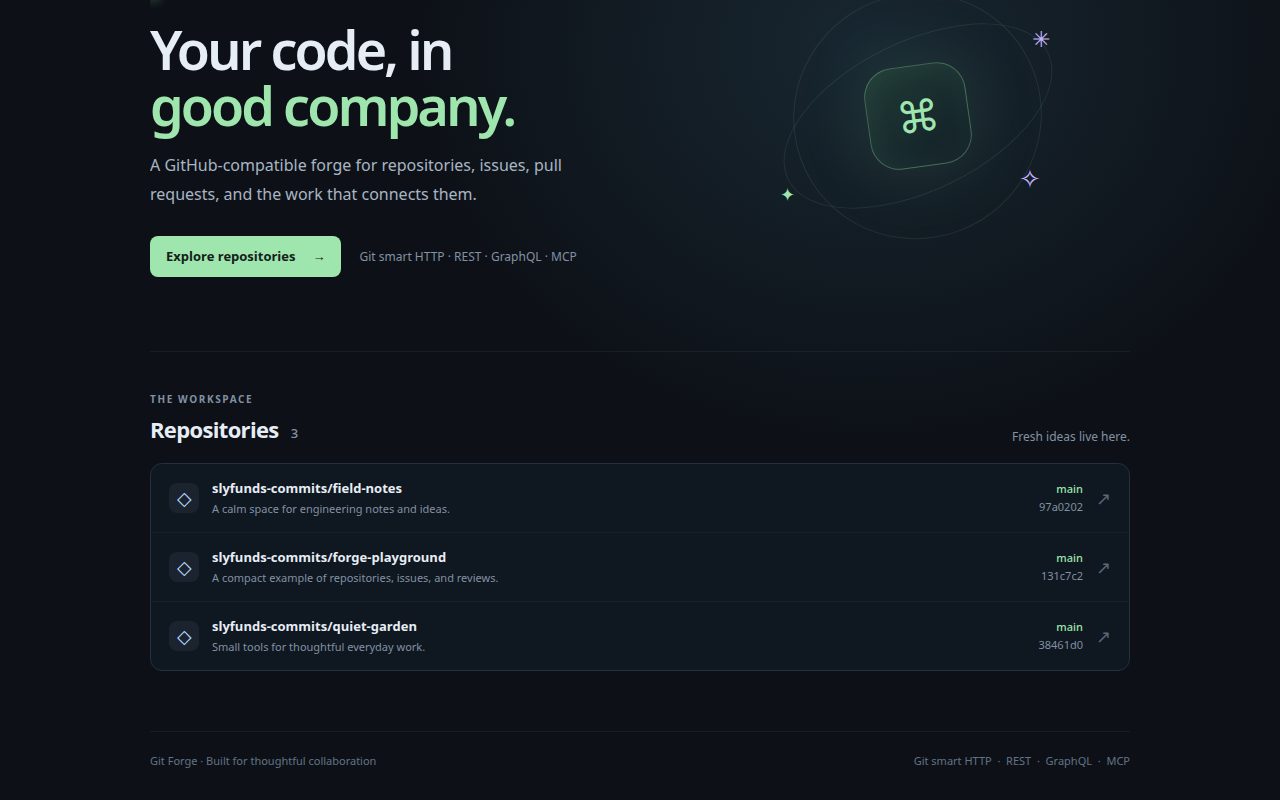 Your code, in
good company.
A GitHub-compatible forge for repositories, issues, pull
requests, and the work that connects them.
Explore repositories →
Git smart HTTP · REST · GraphQL · MCP
THE WORKSPACE
Repositories 3
Fresh ideas live here.
slyfunds-commits/field-notes
A calm space for engineering notes and ideas.
main
97a0202
slyfunds-commits/forge-playground
A compact example of repositories, issues, and reviews.
main
131c7c2
slyfunds-commits/quiet-garden
Small tools for thoughtful everyday work.
main
38461d0
Git Forge · Built for thoughtful collaboration
Git smart HTTP · REST · GraphQL · MCP